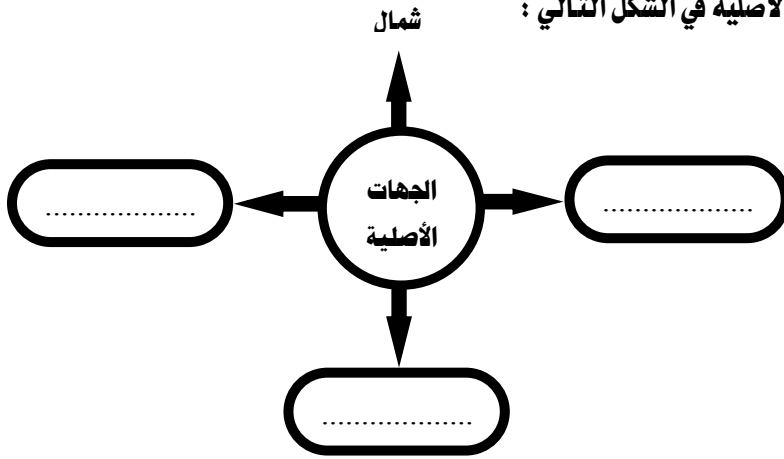 لأصلية في الشكل التالي :
شمال
الجهات
الأصلية
...................
...................
...................